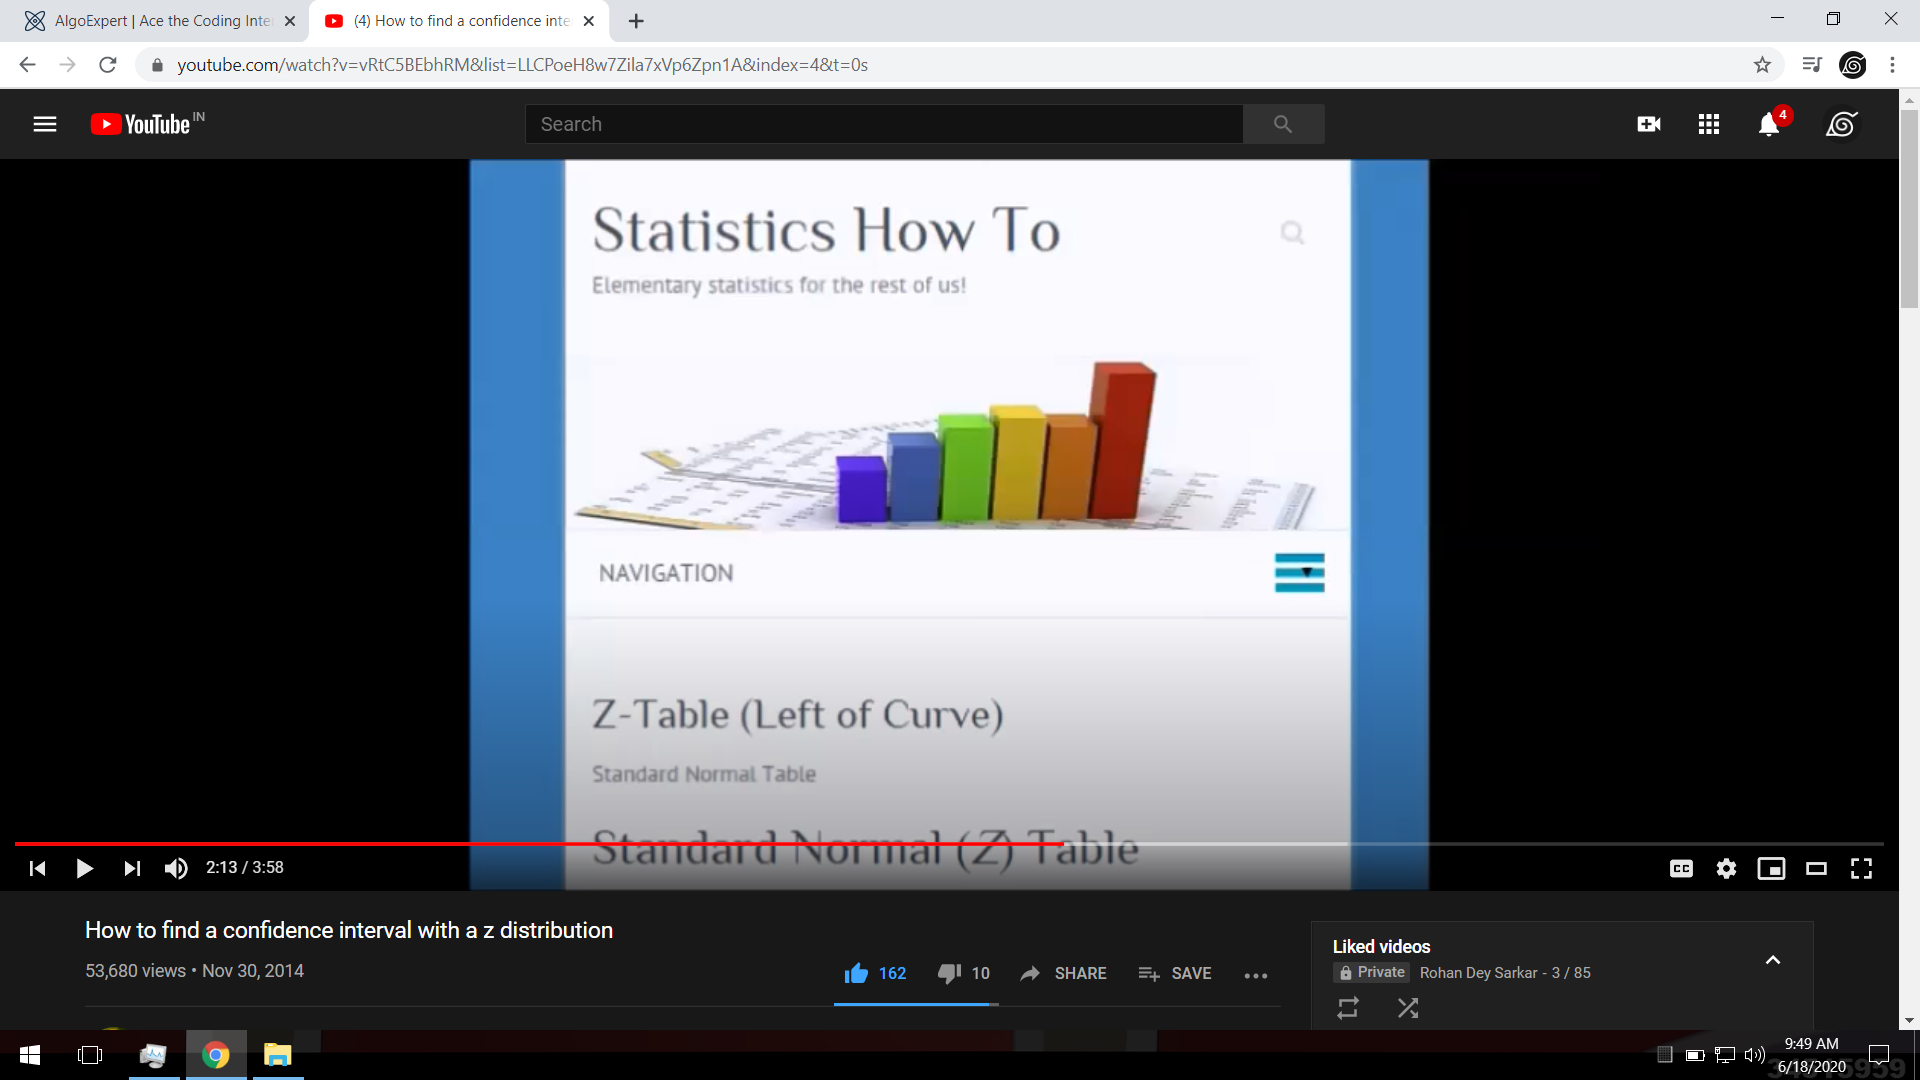 AlgoExpert | Ace the Coding Inte
(4) How to find a confidence inte
youtube.com/watch?v=vRtC5BEbhRM&list=LLCPoeH8w7Zila7xVp6Zpn1A&index=4&t=0s
YouTube IN
Search
4
Statistics How To
Elementary statistics for the rest of us!
NAVIGATION
Z-Table (Left of Curve)
Standard Normal Table
Standard Normal (Z) Table
2:13 / 3:58
CC
How to find a confidence interval with a z distribution
53,680 views • Nov 30, 2014
162
10
SHARE
SAVE
Liked videos
Private
Rohan Dey Sarkar - 3 / 85
9:49 AM
6/18/2020